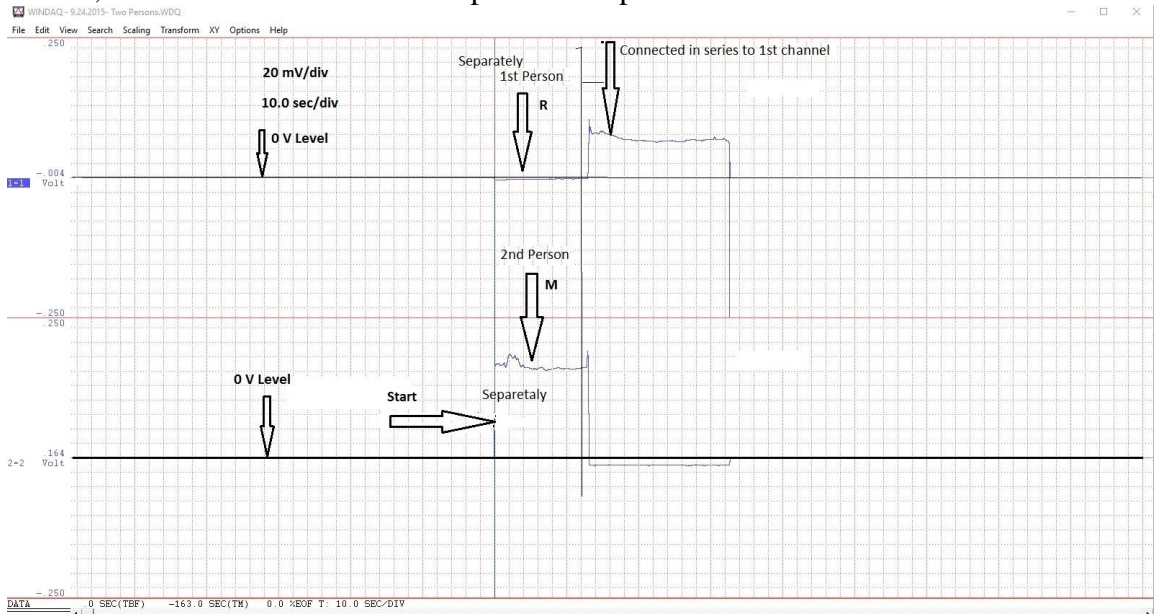 WINDAQ - 9.24.2015- Two Persons.WDQ
File Edit View Search Scaling Transform XY Options Help
.250
20 mV/div
10.0 sec/div
0 V Level
Separately
1st Person
R
Connected in series to 1st channel
-.004
1=1 Volt
2nd Person
M
-.250
.250
0 V Level
Start
Separetaly
.164
2=2 Volt
-.250
DATA .0 SEC(TBF) -163.0 SEC(TM) 0.0 %EOF T: 10.0 SEC/DIV